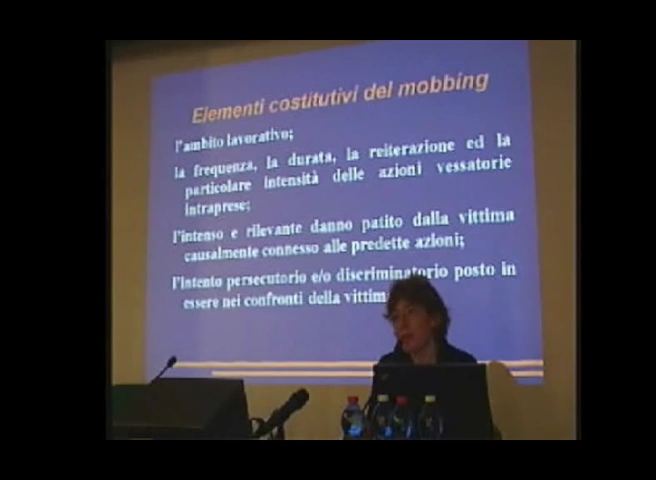 Elementi costitutivi del mobbing
l'ambito lavorativo;
la frequenza, la durata, la reiterazione ed la
particolare intensità delle azioni vessatorie
intraprese;
l'intenso e rilevante danno patito dalla vittima
causalmente connesso alle predette azioni;
l'intento persecutorio e/o discriminatorio posto in
essere nei confronti della vittim